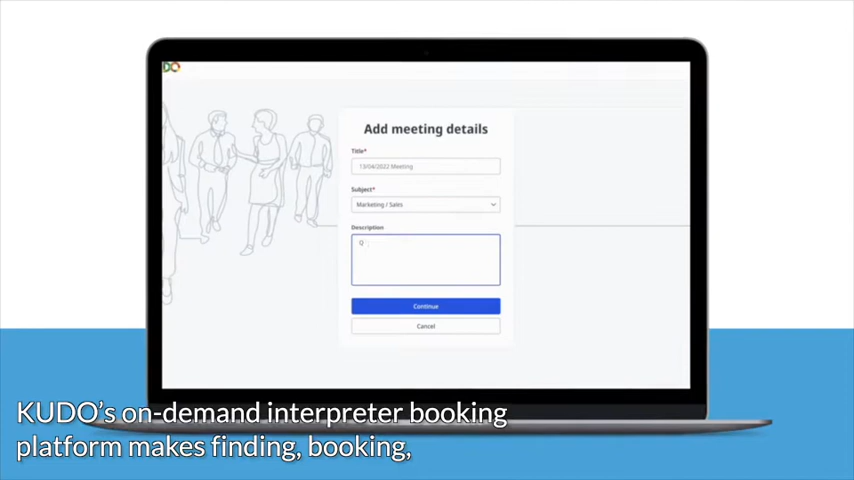 DO
Add meeting details
Title*
13/04/2022 Meeting
Subject*
Marketing / Sales
Description
Q
Continue
Cancel
KUDO’s on-demand interpreter booking
platform makes finding, booking,